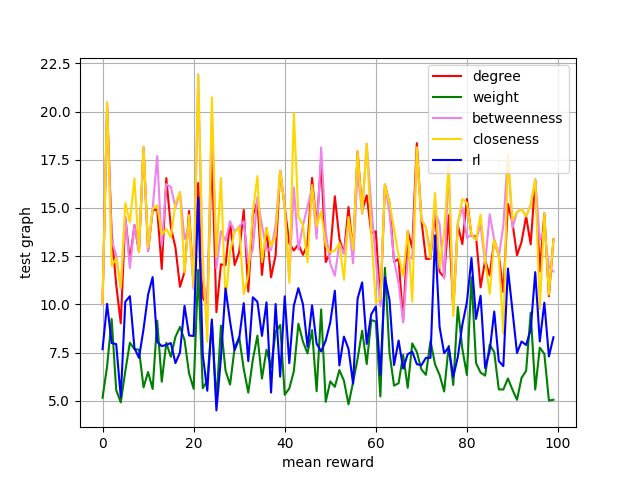 22.5
20.0
17.5
15.0
12.5
10.0
7.5
5.0
test graph
0
20
40
60
80
100
mean reward
degree
weight
betweenness
closeness
rl